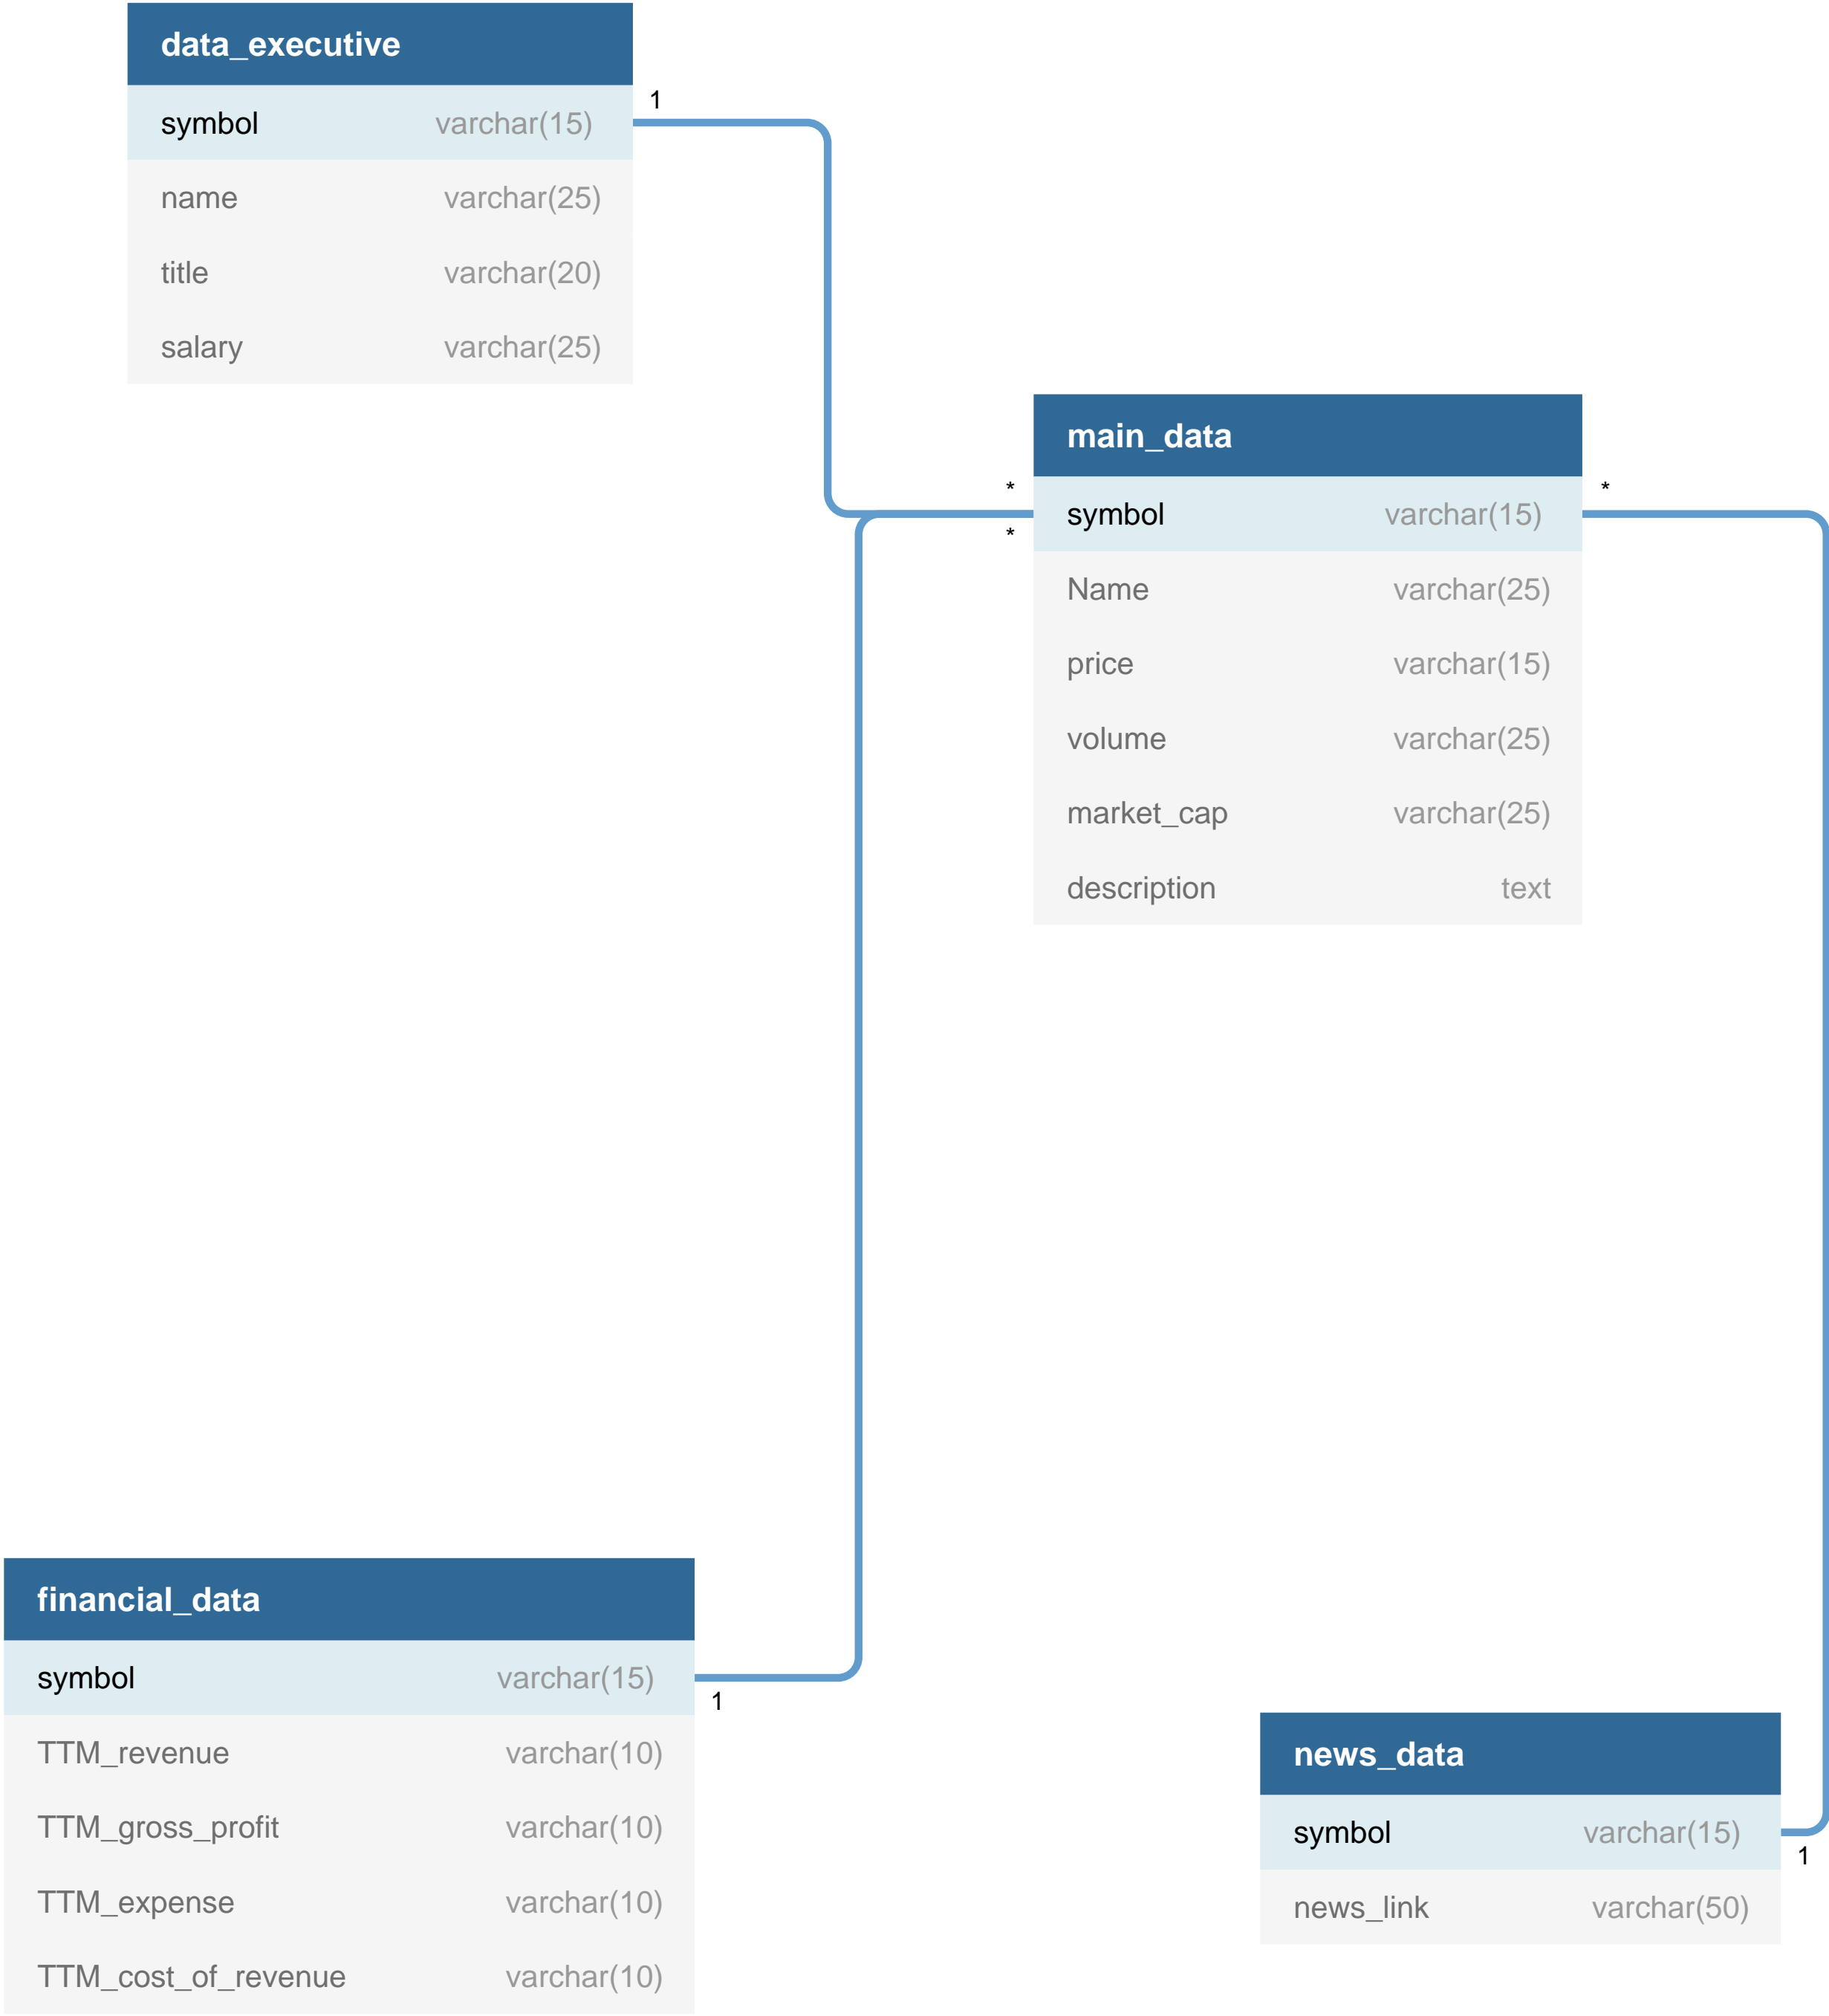 data_executive
symbol varchar(15)
name varchar(25)
title varchar(20)
salary varchar(25)
1
main_data
symbol varchar(15)
Name varchar(25)
price varchar(15)
volume varchar(25)
market_cap varchar(25)
description text
*
*
*
financial_data
symbol varchar(15)
TTM_revenue varchar(10)
TTM_gross_profit varchar(10)
TTM_expense varchar(10)
TTM_cost_of_revenue varchar(10)
1
news_data
symbol varchar(15)
news_link varchar(50)
1